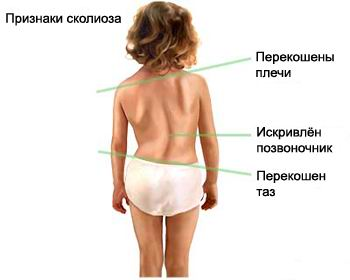 Признаки сколиоза
Перекошены
плечи
Искривлён
позвоночник
Перекошен
таз